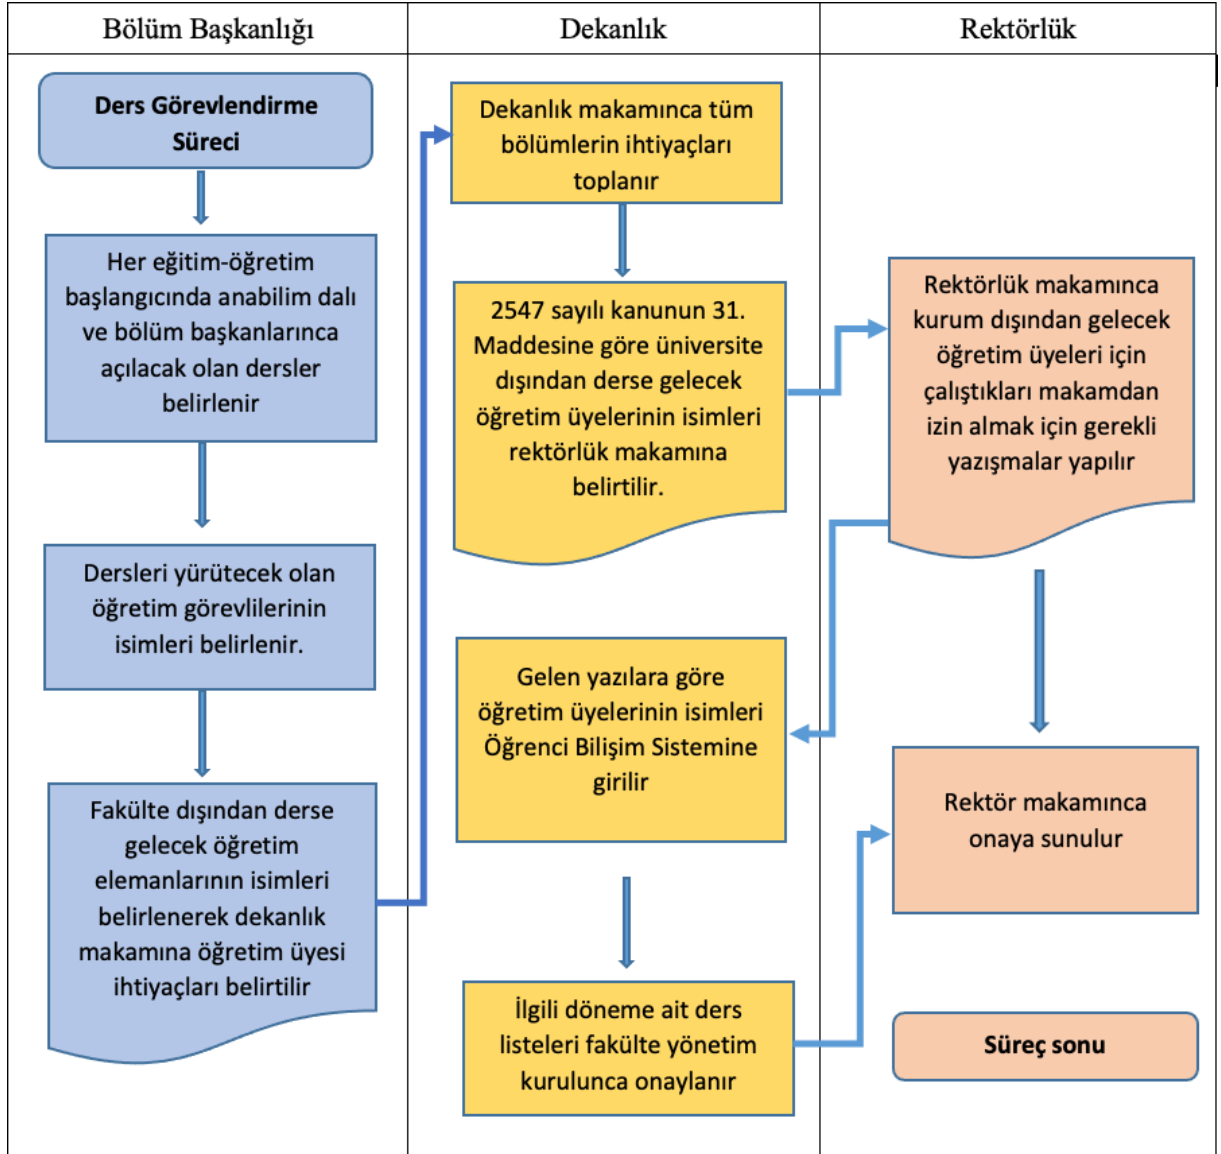 Bölüm Başkanlığı
Dekanlık
Rektörlük
Ders Görevlendirme
Süreci
Her eğitim-öğretim
başlangıcında anabilim dalı
ve bölüm başkanlarınca
açılacak olan dersler
belirlenir
Dersleri yürütecek olan
öğretim görevlilerinin
isimleri belirlenir.
Fakülte dışından derse
gelecek öğretim
elemanlarının isimleri
belirlenerek dekanlık
makamına öğretim üyesi
ihtiyaçları belirtilir
Dekanlık makamınca tüm
bölümlerin ihtiyaçları
toplanır
2547 sayılı kanunun 31.
Maddesine göre üniversite
dışından derse gelecek
öğretim üyelerinin isimleri
rektörlük makamına
belirtilir.
Gelen yazılara göre
öğretim üyelerinin isimleri
Öğrenci Bilişim Sistemine
girilir
İlgili döneme ait ders
listeleri fakülte yönetim
kurulunca onaylanır
Rektörlük makamınca
kurum dışından gelecek
öğretim üyeleri için
çalıştıkları makamdan
izin almak için gerekli
yazışmalar yapılır
Rektör makamınca
onaya sunulur
Süreç sonu